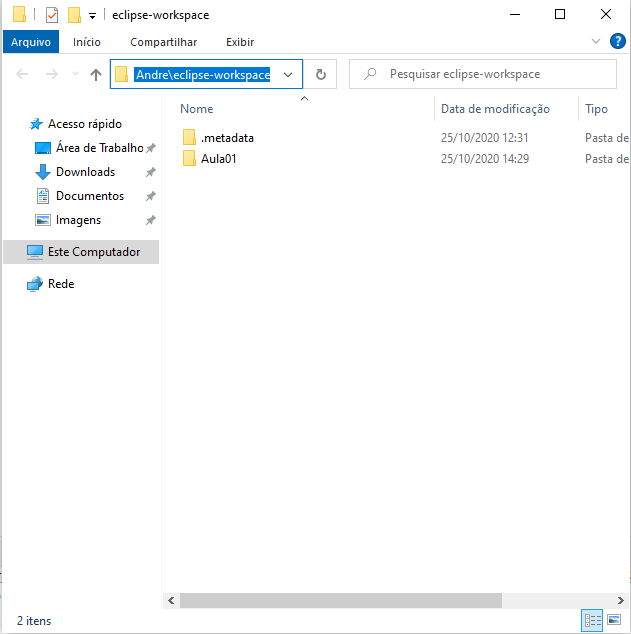 eclipse-workspace
Arquivo Início Compartilhar Exibir ?
Andre\eclipse-workspace Pesquisar eclipse-workspace
Nome Data de modificação Tipo
Acesso rápido
Área de Trabalho
Downloads
Documentos
Imagens
Este Computador
Rede
.metadata 25/10/2020 12:31 Pasta de
Aula01 25/10/2020 14:29 Pasta de
2 itens